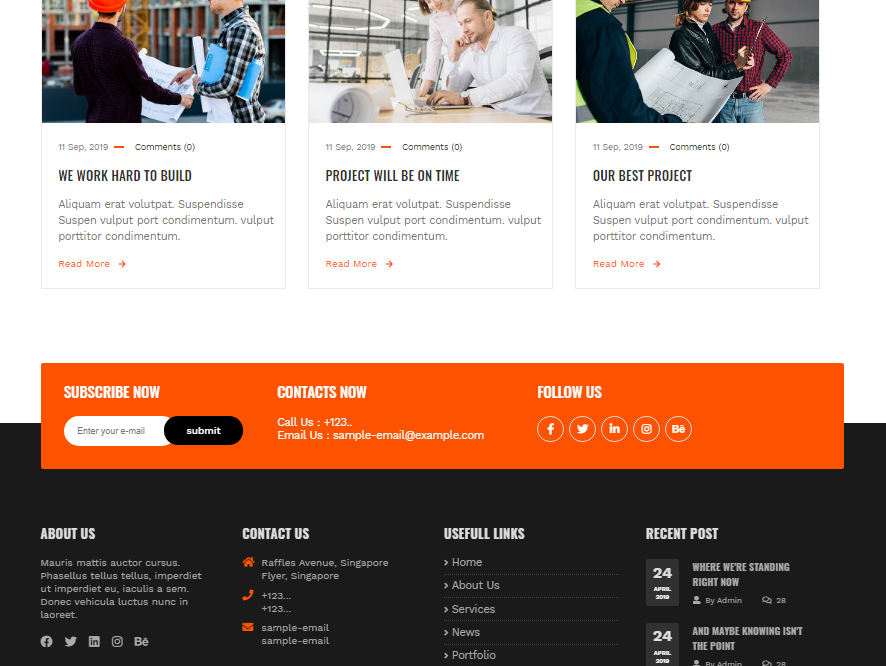 11 Sep, 2019 Comments (0)
WE WORK HARD TO BUILD
Aliquam erat volutpat. Suspendisse
Suspen vulput port condimentum. vulput
porttitor condimentum.
Read More
11 Sep, 2019 Comments (0)
PROJECT WILL BE ON TIME
Aliquam erat volutpat. Suspendisse
Suspen vulput port condimentum. vulput
porttitor condimentum.
Read More
11 Sep, 2019 Comments (0)
OUR BEST PROJECT
Aliquam erat volutpat. Suspendisse
Suspen vulput port condimentum. vulput
porttitor condimentum.
Read More
SUBSCRIBE NOW
Enter your e-mail submit
CONTACTS NOW
Call Us : +123..
Email Us : sample-email@example.com
FOLLOW US
ABOUT US
Mauris mattis auctor cursus.
Phasellus tellus tellus, imperdiet
ut imperdiet eu, iaculis a sem.
Donec vehicula luctus nunc in
laoreet.
CONTACT US
Raffles Avenue, Singapore
Flyer, Singapore
+123...
+123...
sample-email
sample-email
USEFULL LINKS
Home
About Us
Services
News
Portfolio
RECENT POST
24
APRIL
2019
WHERE WE'RE STANDING
RIGHT NOW
By Admin 28
24
APRIL
2019
AND MAYBE KNOWING ISN'T
THE POINT
By Admin 28